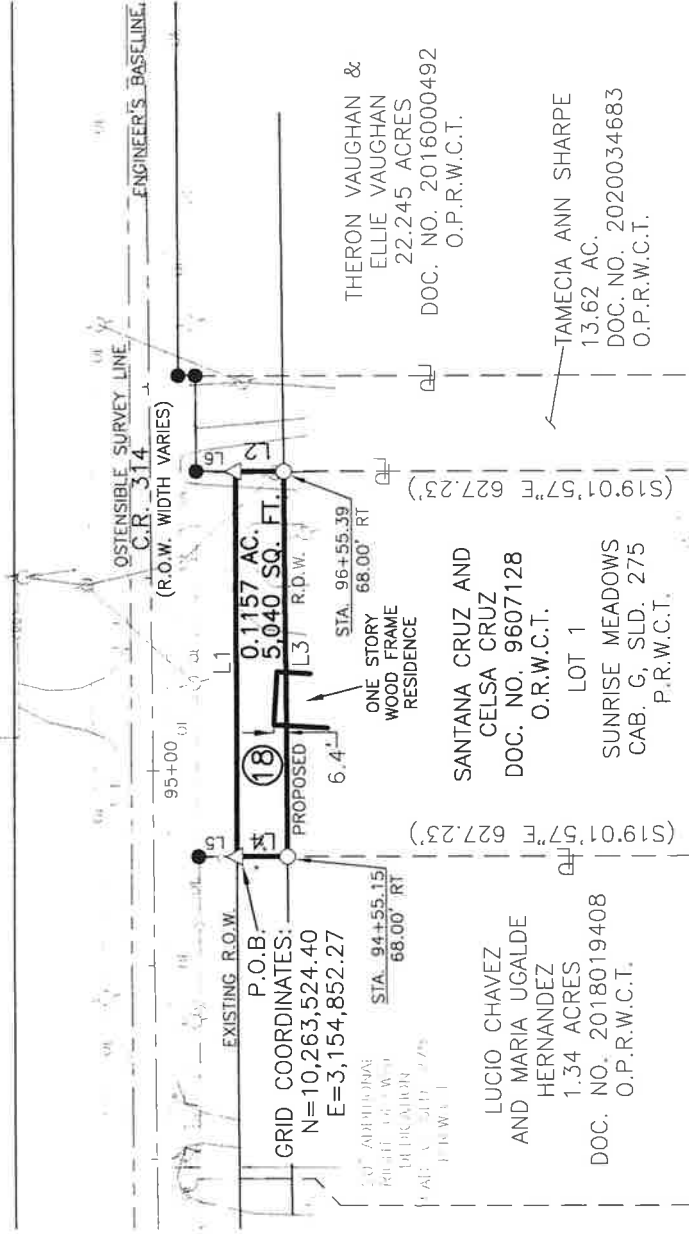 ENGINEER'S BASELINE
OSTENSIBLE SURVEY LINE
C.R. 314
(R.O.W. WIDTH VARIES)
95+00
EXISTING R.O.W.
L1
L5
L6
P.O.B.
GRID COORDINATES:
N=10,263,524.40
E=3,154,852.27
L4
18
0.1157 AC.
5,040 SQ. FT.
L2
PROPOSED
L3
R.O.W.
6.4'
STA. 94+55.15
68.00' RT
STA. 96+55.39
68.00' RT
ONE STORY
WOOD FRAME
RESIDENCE
ADDITIONAL
DEDICATION
LUCIO CHAVEZ
AND MARIA UGALDE
HERNANDEZ
1.34 ACRES
DOC. NO. 2018019408
O.P.R.W.C.T.
(S19°01'57"E 627.23')
SANTANA CRUZ AND
CELSA CRUZ
DOC. NO. 9607128
O.R.W.C.T.
LOT 1
SUNRISE MEADOWS
CAB. G, SLD. 275
P.R.W.C.T.
(S19°01'57"E 627.23')
THERON VAUGHAN &
ELLIE VAUGHAN
22.245 ACRES
DOC. NO. 2016000492
O.P.R.W.C.T.
TAMECIA ANN SHARPE
13.62 AC.
DOC. NO. 2020034683
O.P.R.W.C.T.